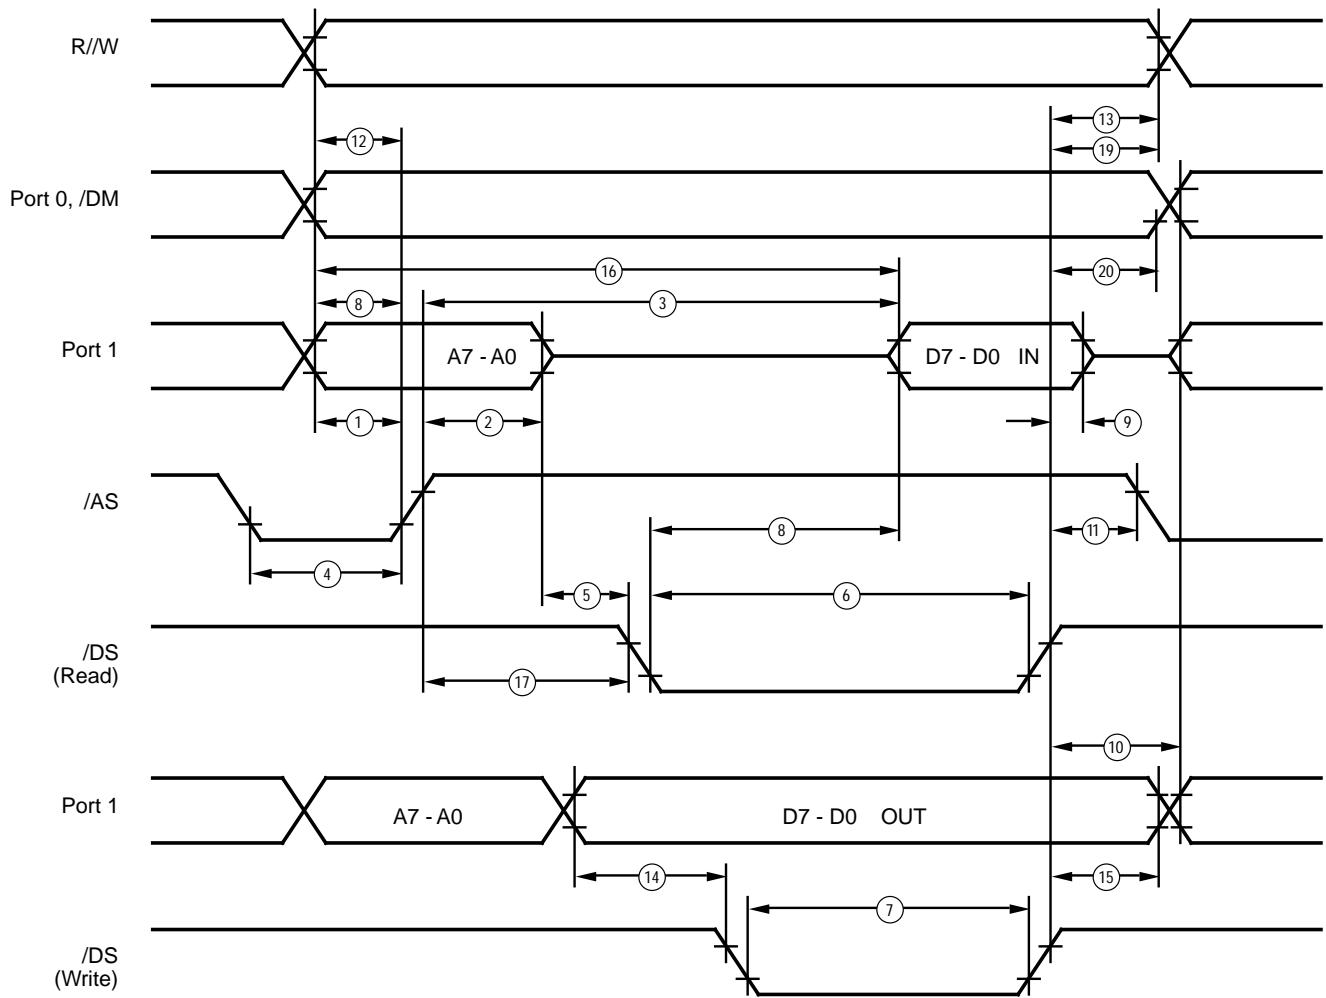 R//W
12
13
19
Port 0, /DM
16
20
8
3
Port 1
A7 - A0
D7 - D0 IN
1
2
9
/AS
8
11
4
5
6
/DS
(Read)
17
10
Port 1
A7 - A0
D7 - D0 OUT
14
15
7
/DS
(Write)